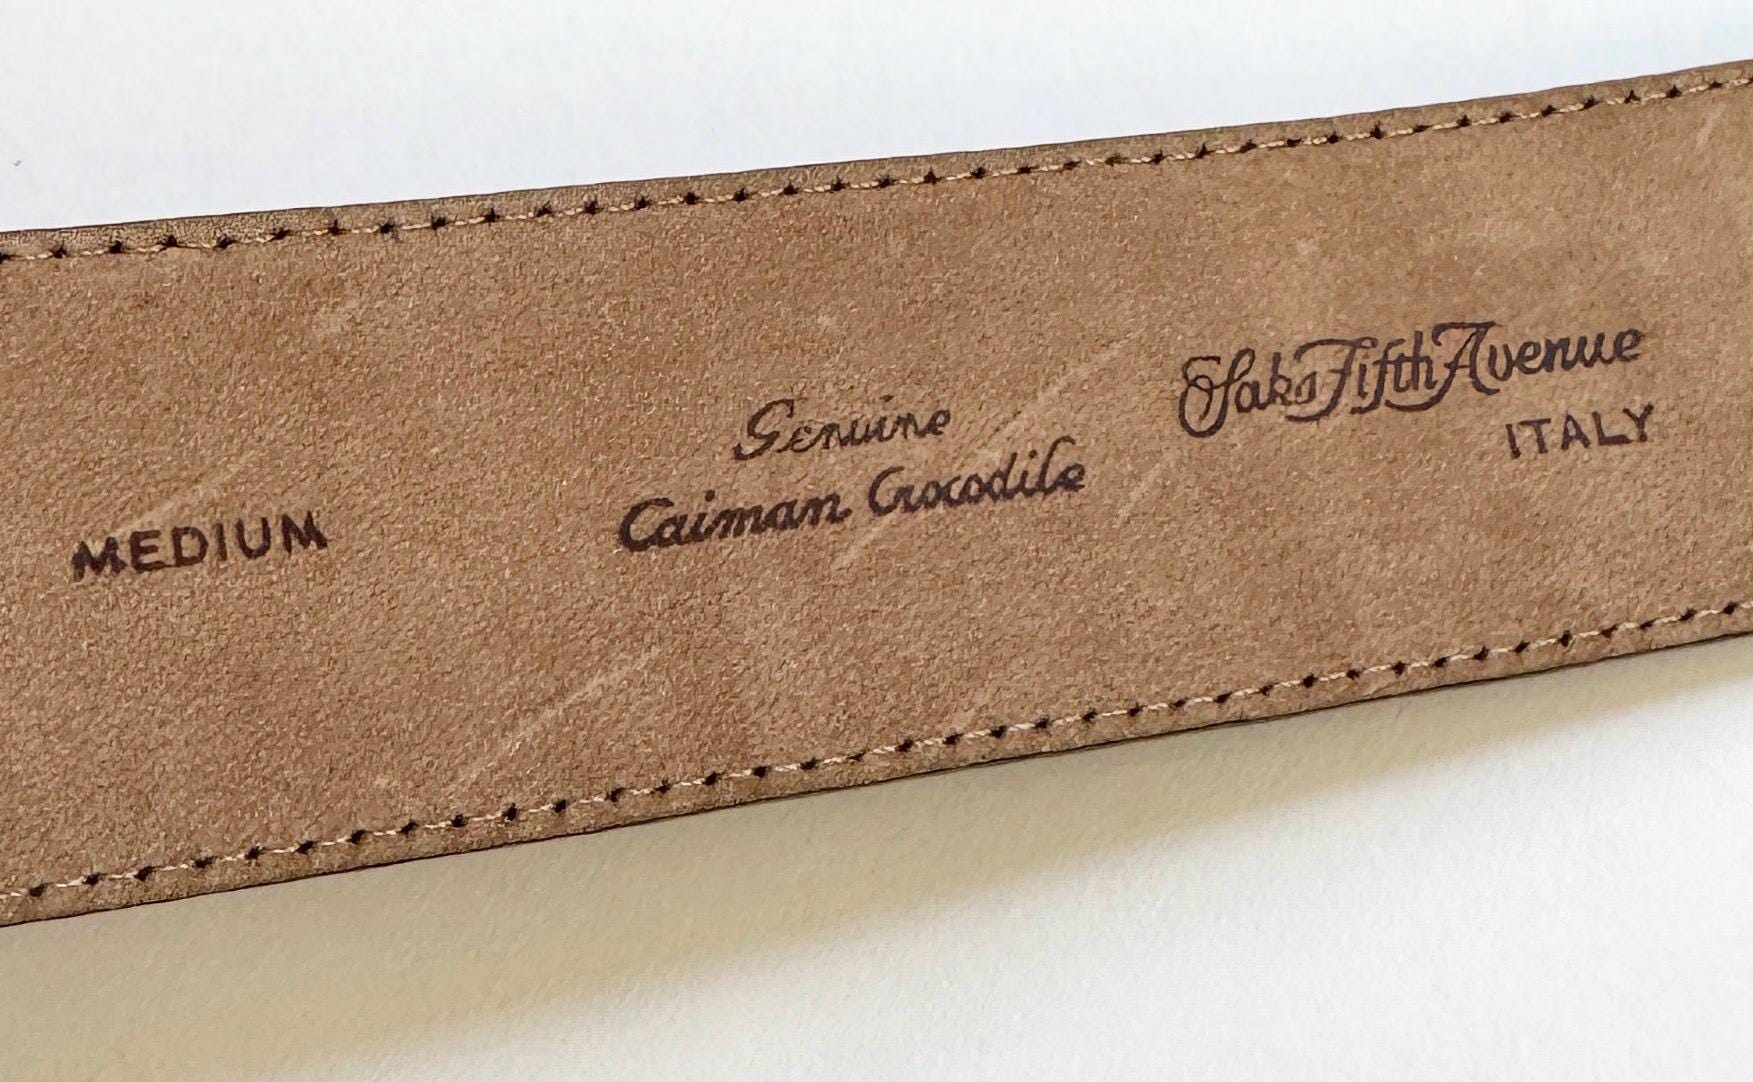 MEDIUM
Genuine
Caiman Crocodile
Saks Fifth Avenue
ITALY